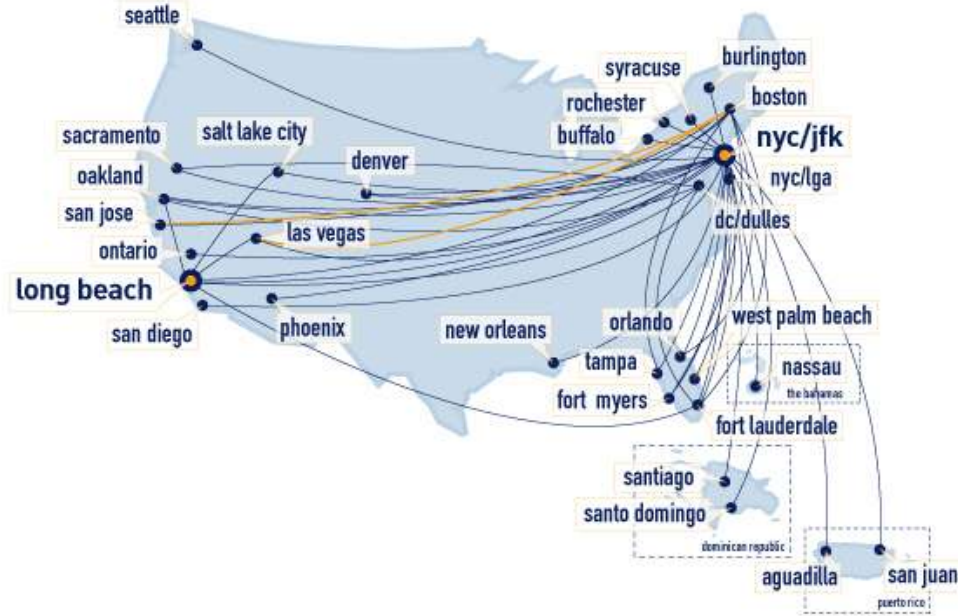 seattle
burlington
syracuse
boston
rochester
nyc/jfk
buffalo
sacramento
salt lake city
denver
oakland
nyc/lga
san jose
dc/dulles
las vegas
ontario
long beach
san diego
phoenix
new orleans
orlando
west palm beach
tampa
nassau
the bahamas
fort myers
fort lauderdale
santiago
santo domingo
dominican republic
aguadilla
san juan
puerto rico